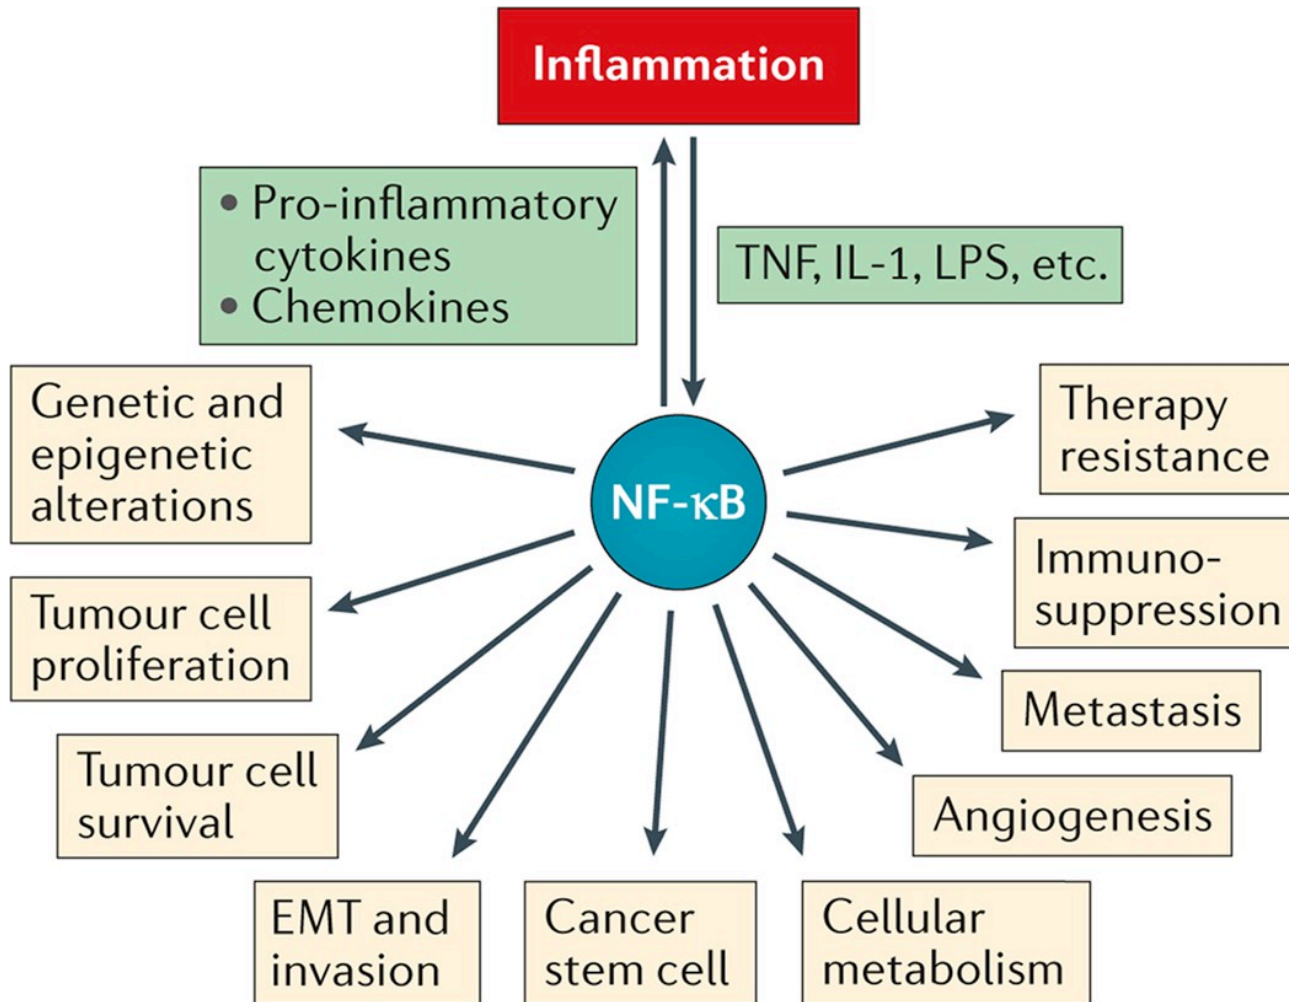 Inflammation
• Pro-inflammatory
cytokines
• Chemokines
TNF, IL-1, LPS, etc.
Genetic and
epigenetic
alterations
Therapy
resistance
NF-κB
Immuno-
suppression
Tumour cell
proliferation
Metastasis
Tumour cell
survival
Angiogenesis
EMT and
invasion
Cancer
stem cell
Cellular
metabolism